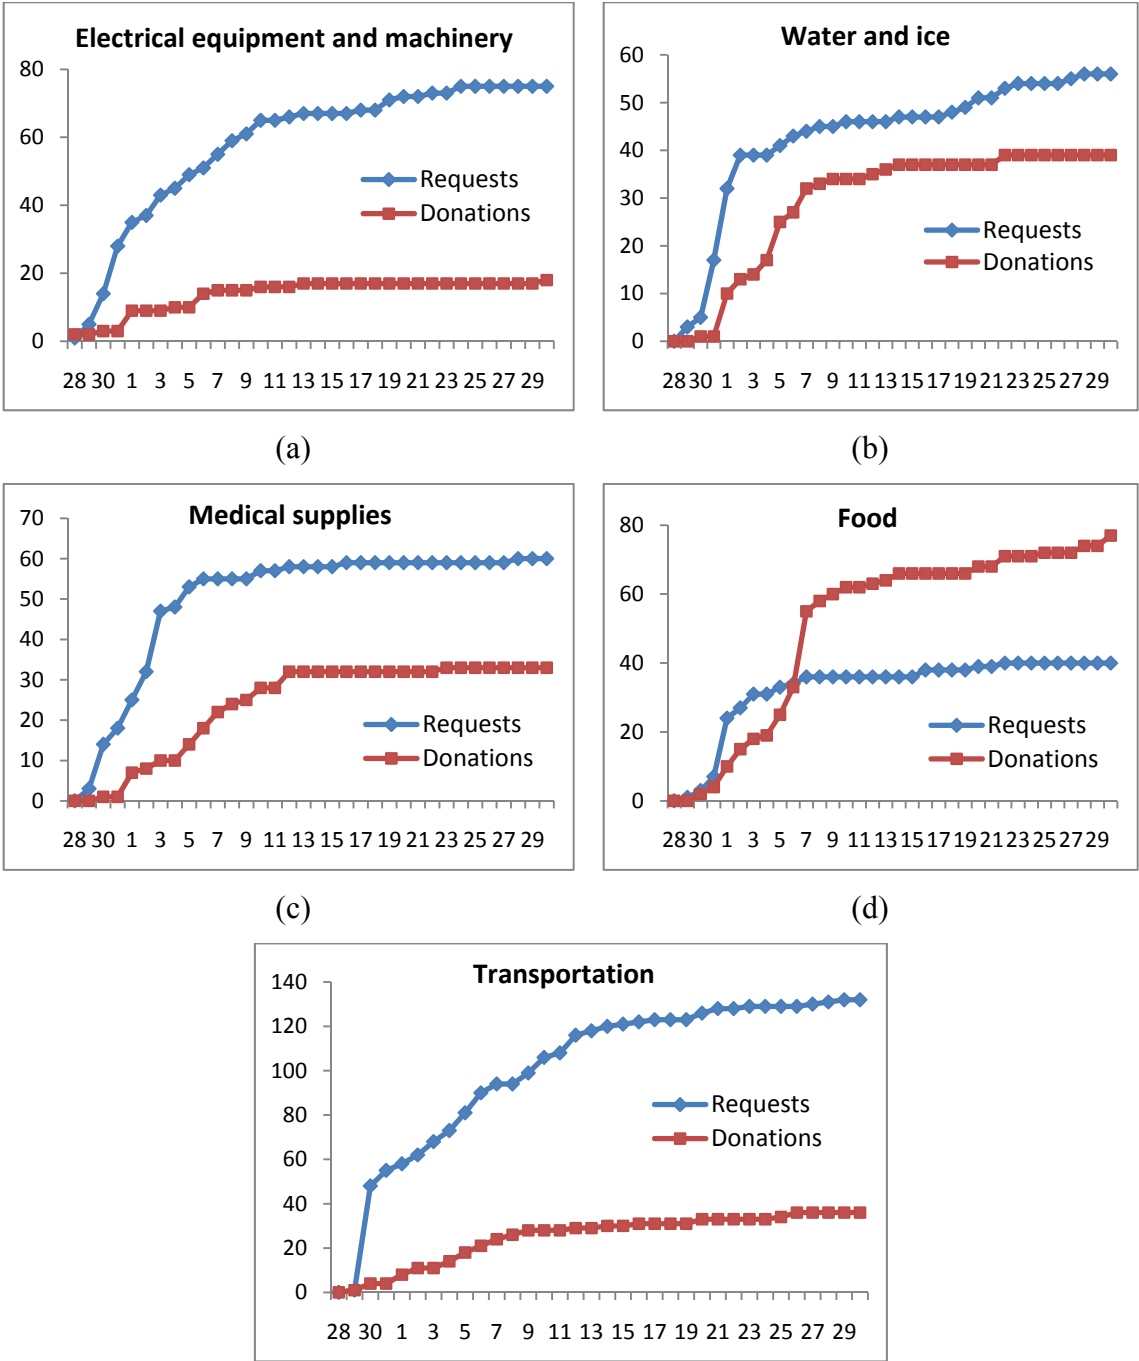 Electrical equipment and machinery
80
60
40
20
0
Requests
Donations
28 30 1 3 5 7 9 11 13 15 17 19 21 23 25 27 29
(a)
Water and ice
60
50
40
30
20
10
0
Requests
Donations
28 30 1 3 5 7 9 11 13 15 17 19 21 23 25 27 29
(b)
Medical supplies
70
60
50
40
30
20
10
0
Requests
Donations
28 30 1 3 5 7 9 11 13 15 17 19 21 23 25 27 29
(c)
Food
80
60
40
20
0
Requests
Donations
28 30 1 3 5 7 9 11 13 15 17 19 21 23 25 27 29
(d)
Transportation
140
120
100
80
60
40
20
0
Requests
Donations
28 30 1 3 5 7 9 11 13 15 17 19 21 23 25 27 29